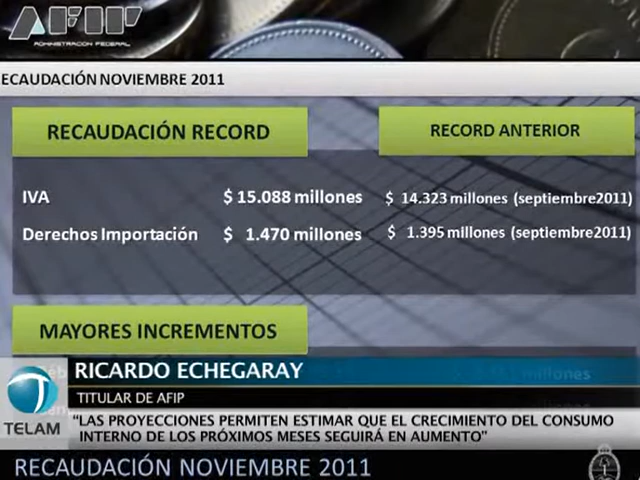 AFIP
ADMINISTRACION FEDERAL
ECAUDACIÓN NOVIEMBRE 2011
RECAUDACIÓN RECORD
RECORD ANTERIOR
IVA $ 15.088 millones $ 14.323 millones (septiembre2011)
Derechos Importación $ 1.470 millones $ 1.395 millones (septiembre2011)
MAYORES INCREMENTOS
RICARDO ECHEGARAY
TITULAR DE AFIP
TELAM
"LAS PROYECCIONES PERMITEN ESTIMAR QUE EL CRECIMIENTO DEL CONSUMO
INTERNO DE LOS PRÓXIMOS MESES SEGUIRÁ EN AUMENTO"
RECAUDACIÓN NOVIEMBRE 2011